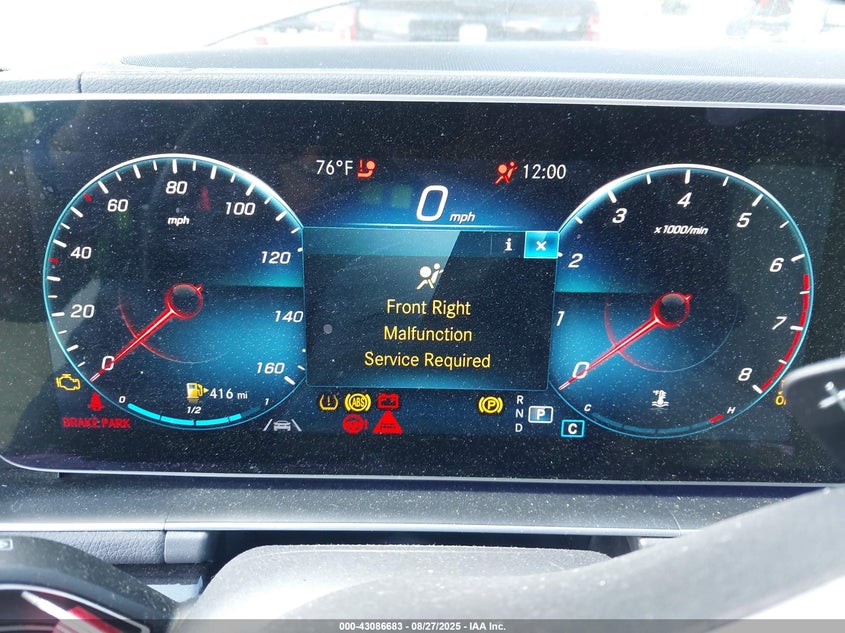 76°F 12:00
0 mph
i ×
Front Right
Malfunction
Service Required
0 20 40 60 80 100 120 140 160
mph
0 1 2 3 4 5 6 7 8
x1000/min
0 1/2 1
416 mi
BRAKE PARK
! ABS P
R
N P
D
C
C H
000-43086683 - 08/27/2025 - IAA Inc.